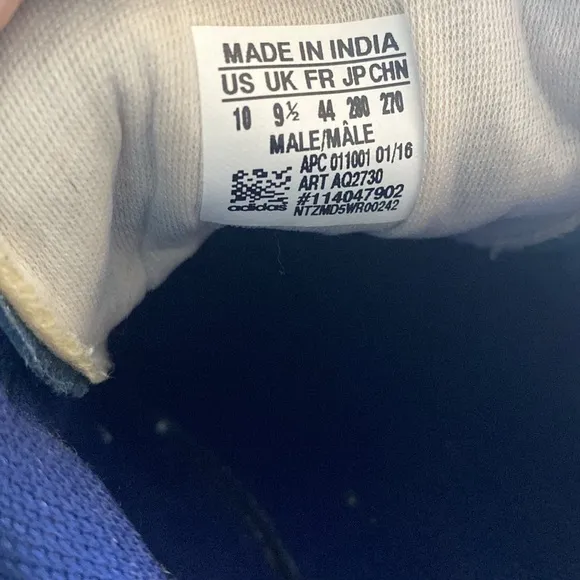 MADE IN INDIA
US UK FR JP CHN
10 9½ 44 280 270
MALE/MÂLE
APC 011001 01/16
ART AQ2730
#114047902
adidas NTZMD5WR00242